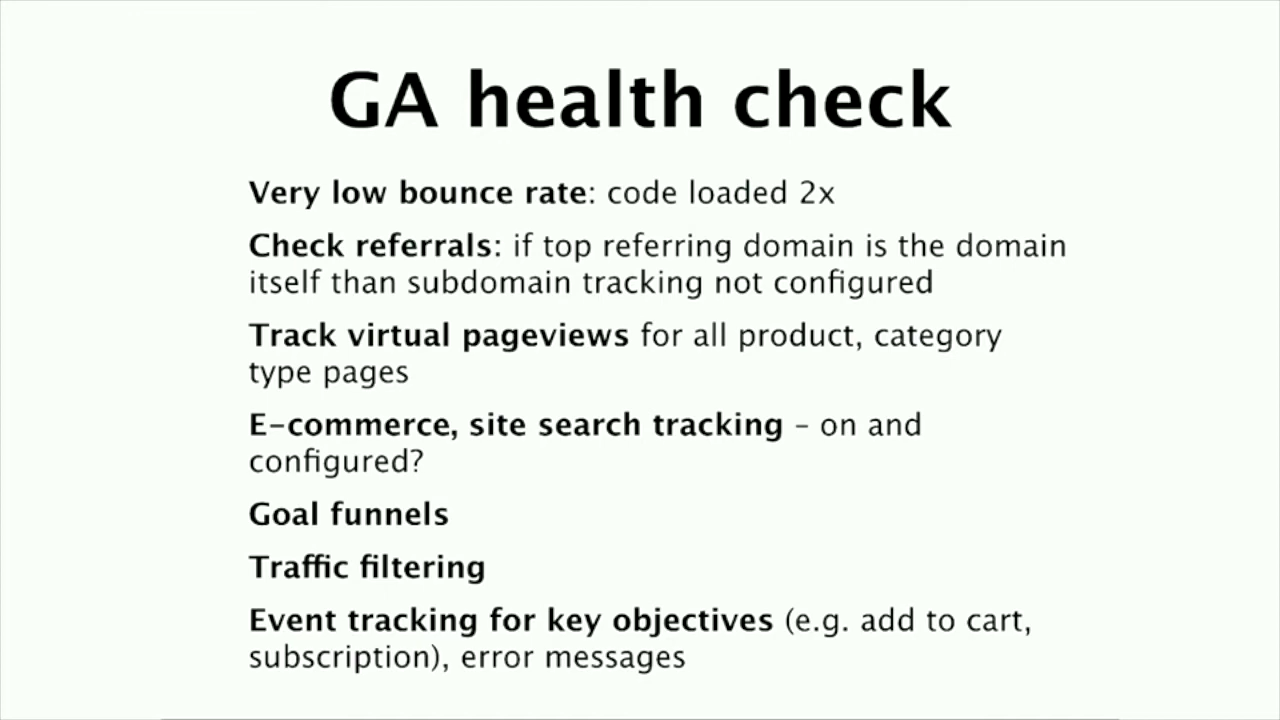 GA health check
Very low bounce rate: code loaded 2x
Check referrals: if top referring domain is the domain
itself than subdomain tracking not configured
Track virtual pageviews for all product, category
type pages
E-commerce, site search tracking – on and
configured?
Goal funnels
Traffic filtering
Event tracking for key objectives (e.g. add to cart,
subscription), error messages